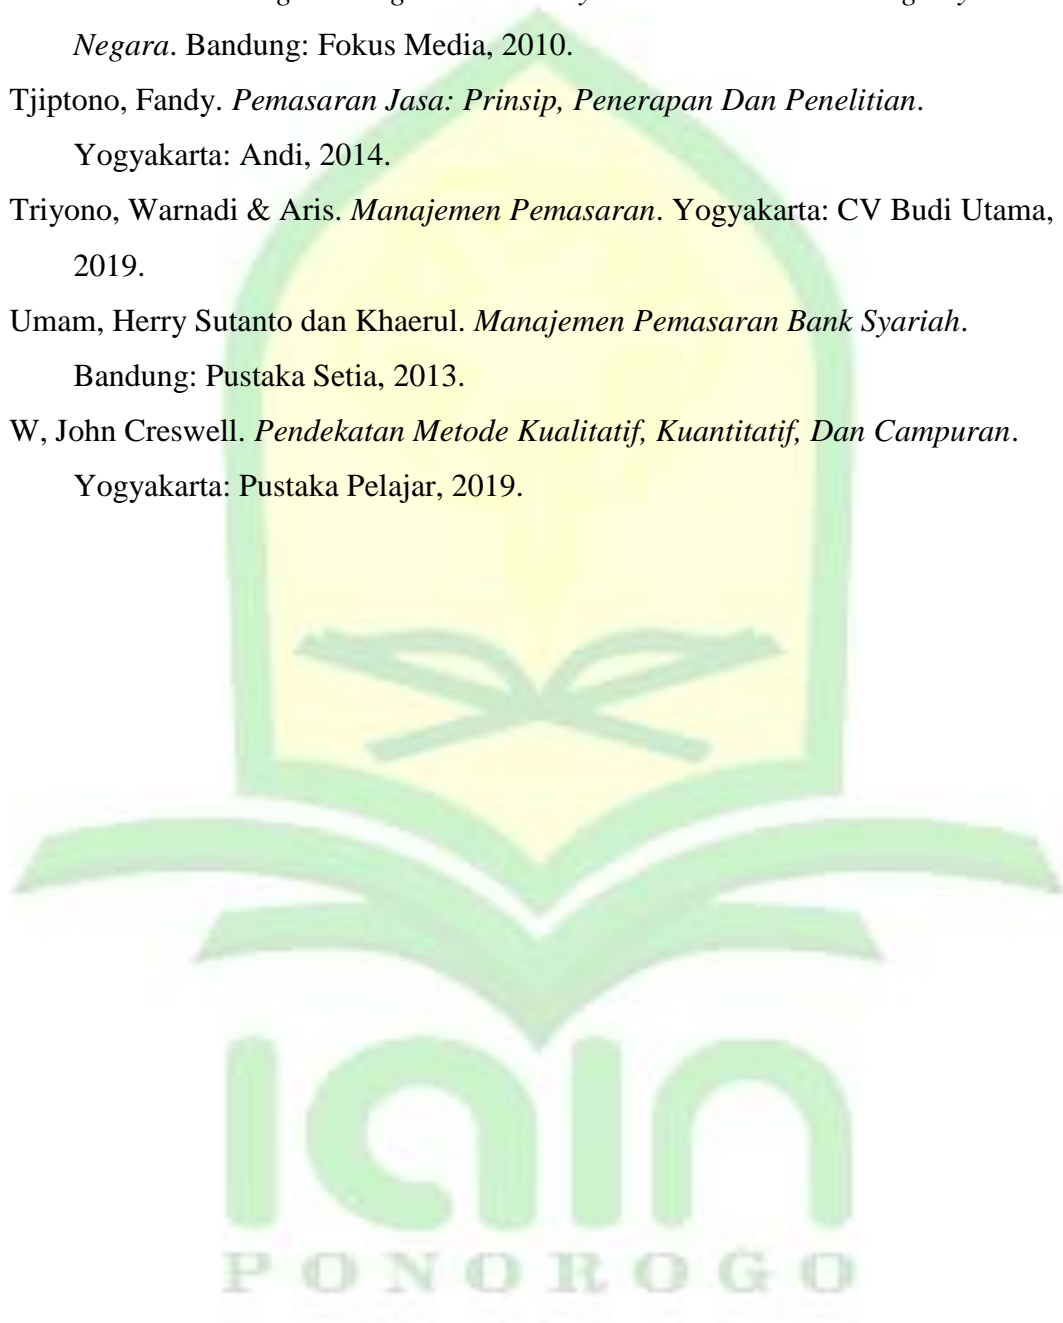 Negara. Bandung: Fokus Media, 2010.
Tjiptono, Fandy. Pemasaran Jasa: Prinsip, Penerapan Dan Penelitian.
Yogyakarta: Andi, 2014.
Triyono, Warnadi & Aris. Manajemen Pemasaran. Yogyakarta: CV Budi Utama,
2019.
Umam, Herry Sutanto dan Khaerul. Manajemen Pemasaran Bank Syariah.
Bandung: Pustaka Setia, 2013.
W, John Creswell. Pendekatan Metode Kualitatif, Kuantitatif, Dan Campuran.
Yogyakarta: Pustaka Pelajar, 2019.
iain
PONOROGO